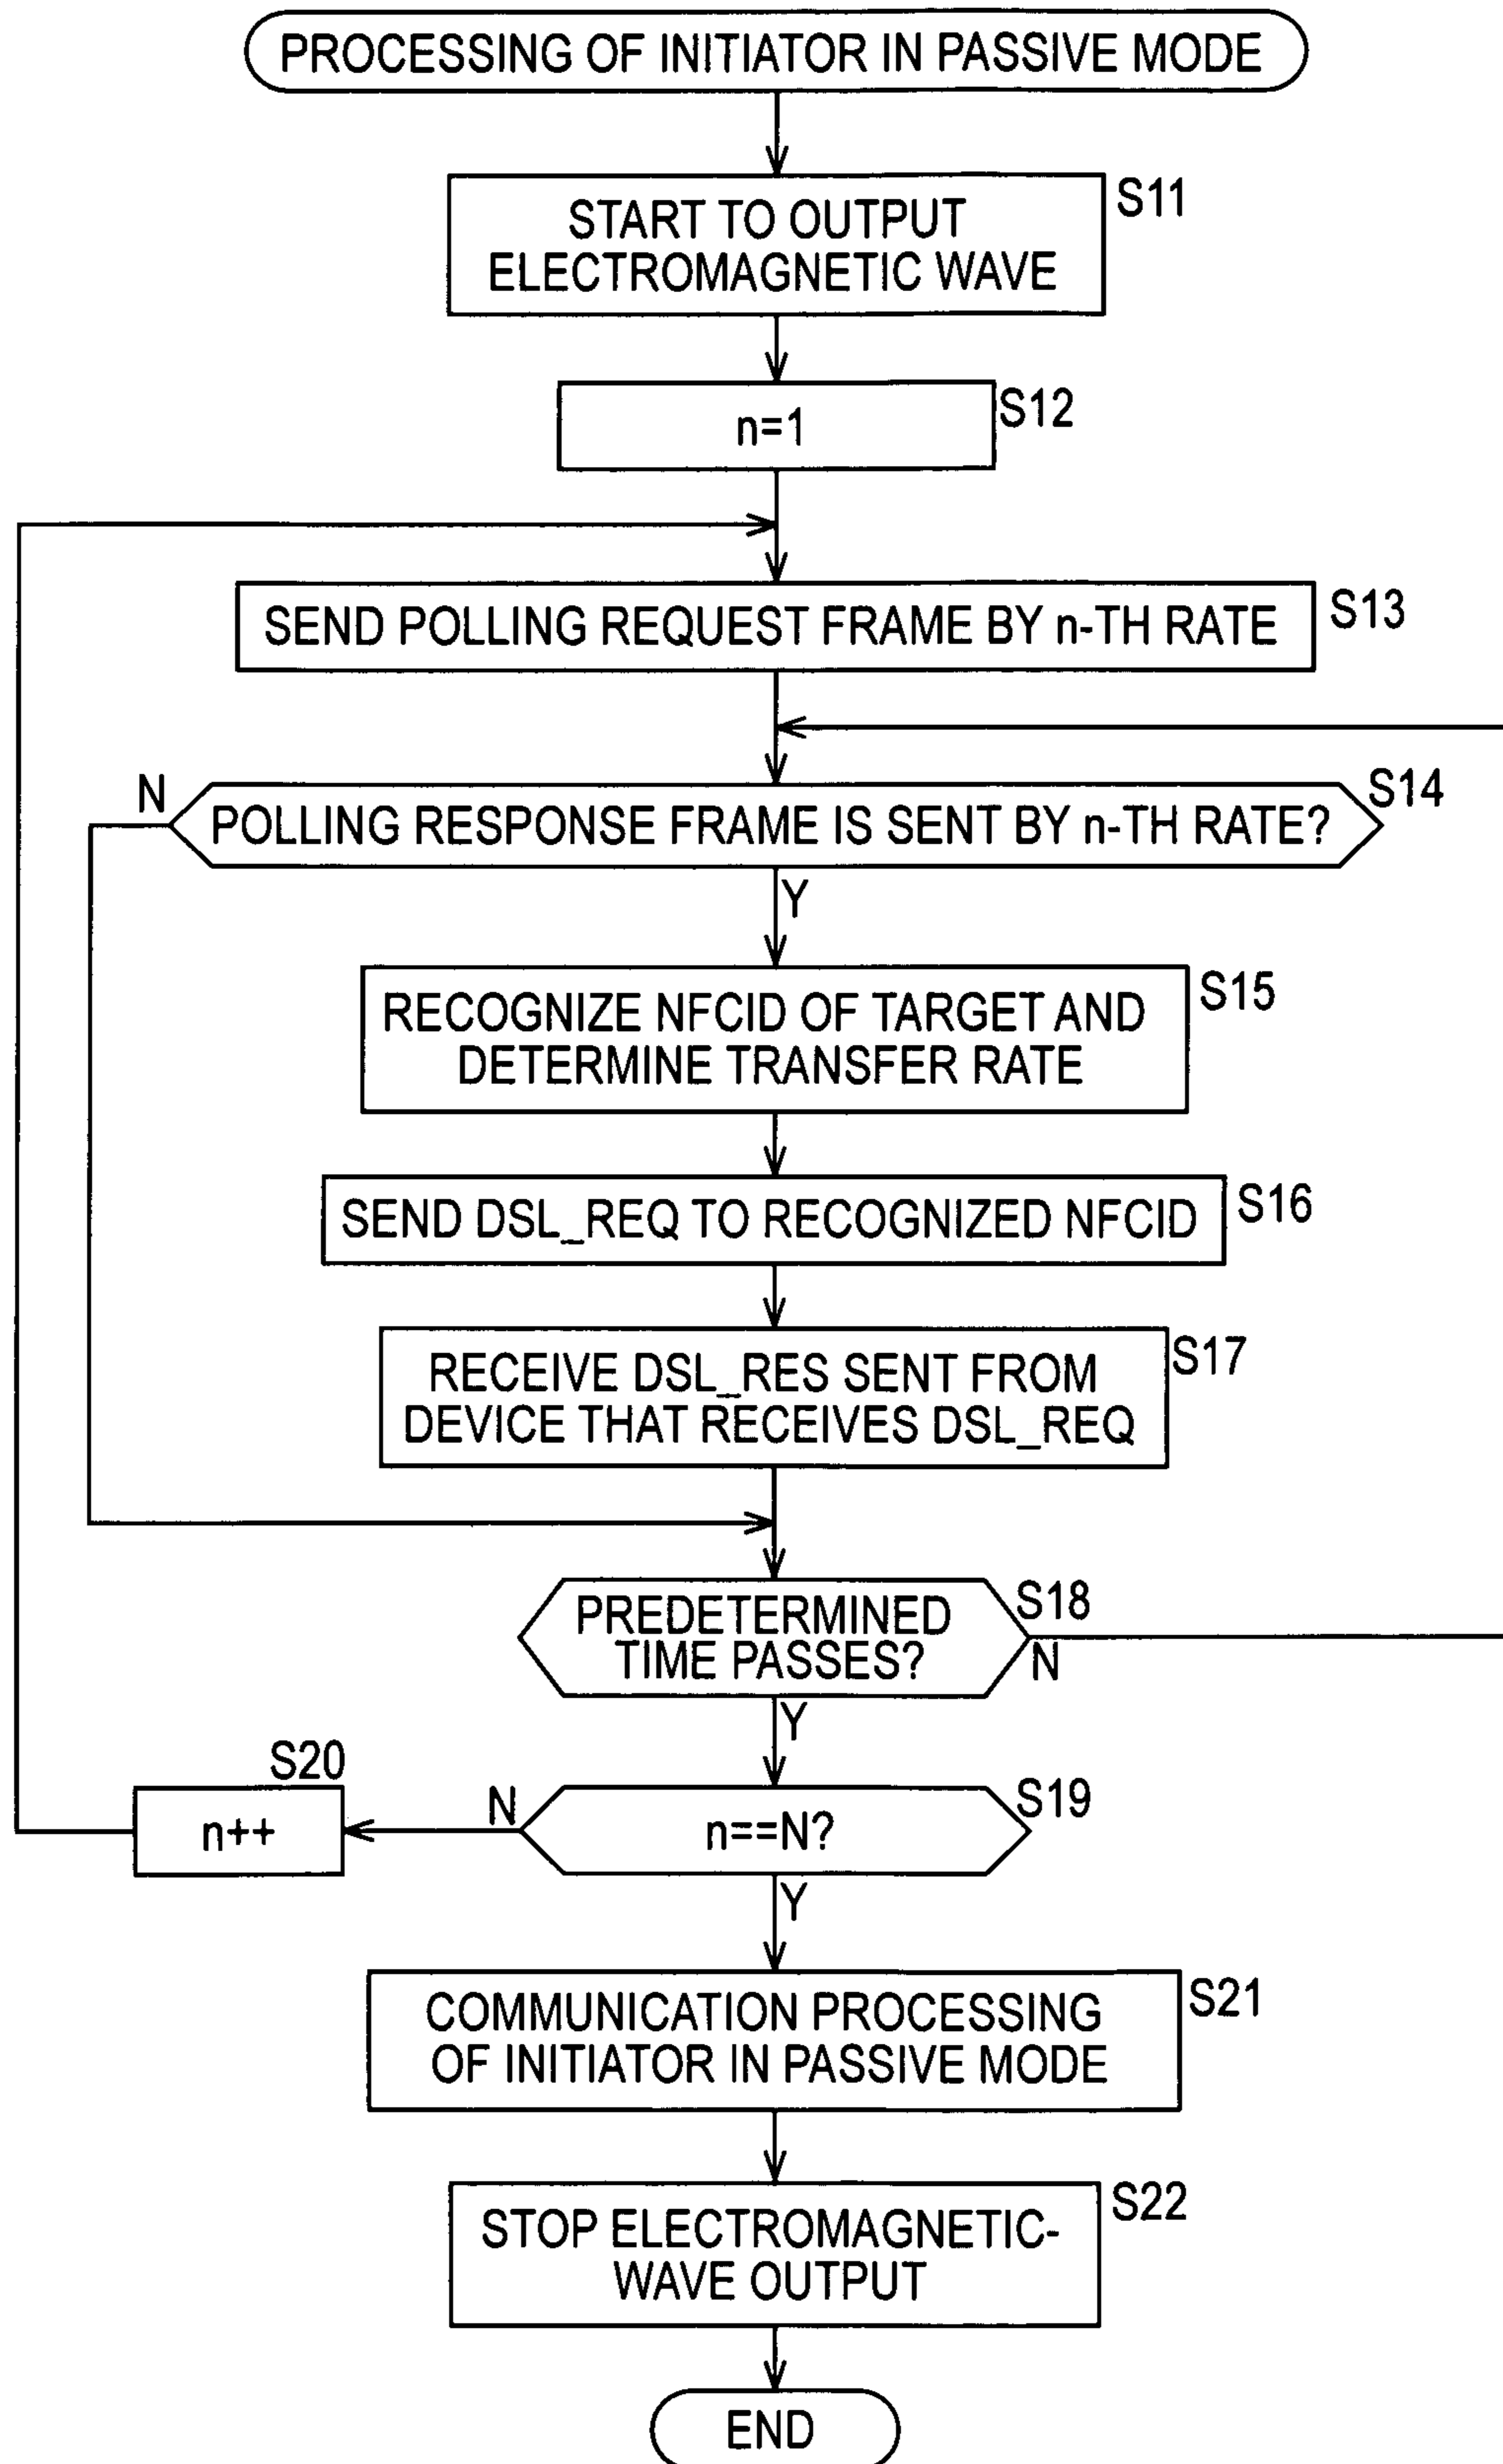 PROCESSING OF INITIATOR IN PASSIVE MODE
START TO OUTPUT
ELECTROMAGNETIC WAVE
S11
n=1
S12
SEND POLLING REQUEST FRAME BY n-TH RATE
S13
N
POLLING RESPONSE FRAME IS SENT BY n-TH RATE?
S14
Y
RECOGNIZE NFCID OF TARGET AND
DETERMINE TRANSFER RATE
S15
SEND DSL_REQ TO RECOGNIZED NFCID
S16
RECEIVE DSL_RES SENT FROM
DEVICE THAT RECEIVES DSL_REQ
S17
PREDETERMINED
TIME PASSES?
S18
N
Y
S20
n++
N
n==N?
S19
Y
COMMUNICATION PROCESSING
OF INITIATOR IN PASSIVE MODE
S21
STOP ELECTROMAGNETIC-
WAVE OUTPUT
S22
END